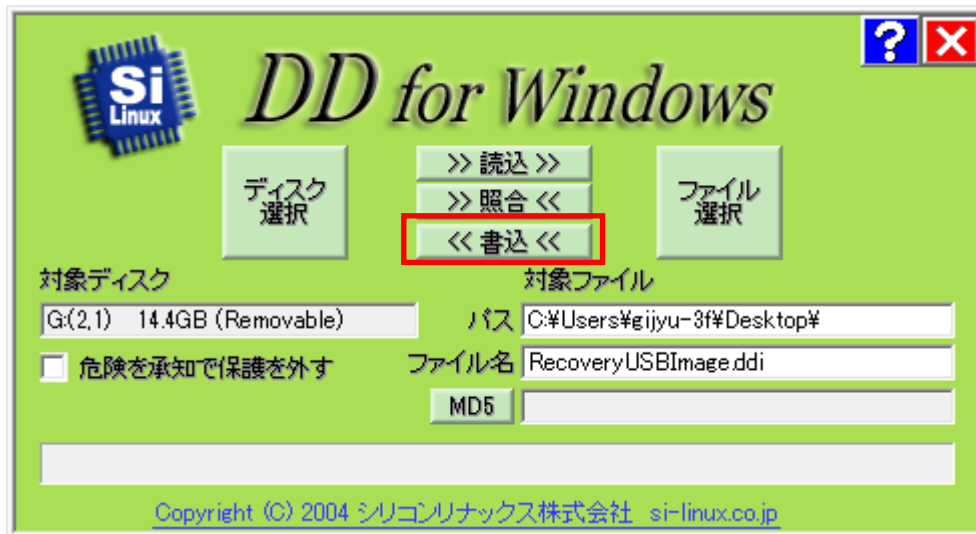 ?
Si
Linux
DD for Windows
ディスク
選択
>> 読込 >>
>> 照合 <<
<< 書込 <<
ファイル
選択
対象ディスク
対象ファイル
G:(2,1) 14.4GB (Removable)
パス C:¥Users¥gijyu-3f¥Desktop¥
危険を承知で保護を外す
ファイル名 RecoveryUSBImage.ddi
MD5
Copyright (C) 2004 シリコンリナックス株式会社 si-linux.co.jp